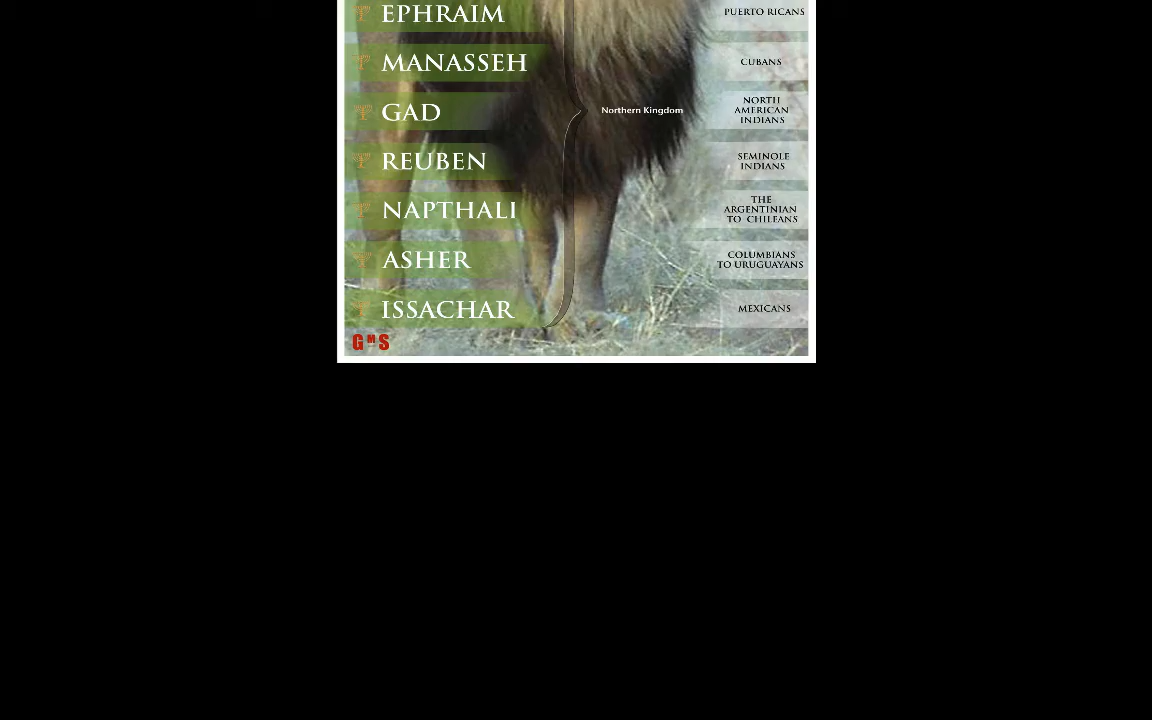 EPHRAIM
PUERTO RICANS
MANASSEH
CUBANS
GAD
Northern Kingdom
NORTH
AMERICAN
INDIANS
REUBEN
SEMINOLE
INDIANS
NAPTHALI
THE
ARGENTINIAN
TO CHILEANS
ASHER
COLUMBIANS
TO URUGUAYANS
ISSACHAR
MEXICANS
GMS